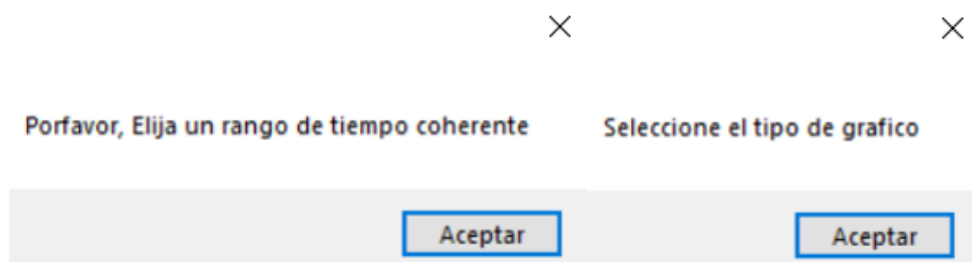 Porfavor, Elija un rango de tiempo coherente
Aceptar
Seleccione el tipo de grafico
Aceptar